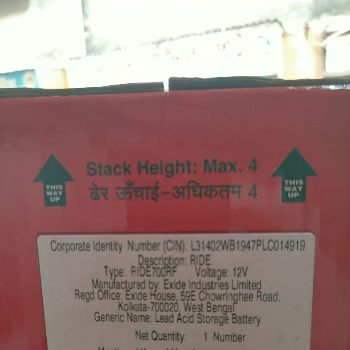 THIS WAY UP
Stack Height: Max. 4
THIS WAY UP
ढेर ऊँचाई-अधिकतम 4
Corporate Identity Number (CIN): L31402WB1947PLC014919
Description: RIDE
Type: RIDE700RF Voltage: 12V
Manufactured by: Exide Industries Limited
Regd Office: Exide House, 59E Chowringhee Road,
Kolkata-700020, West Bengal
Generic Name: Lead Acid Storage Battery
Net Quantity: 1 Number